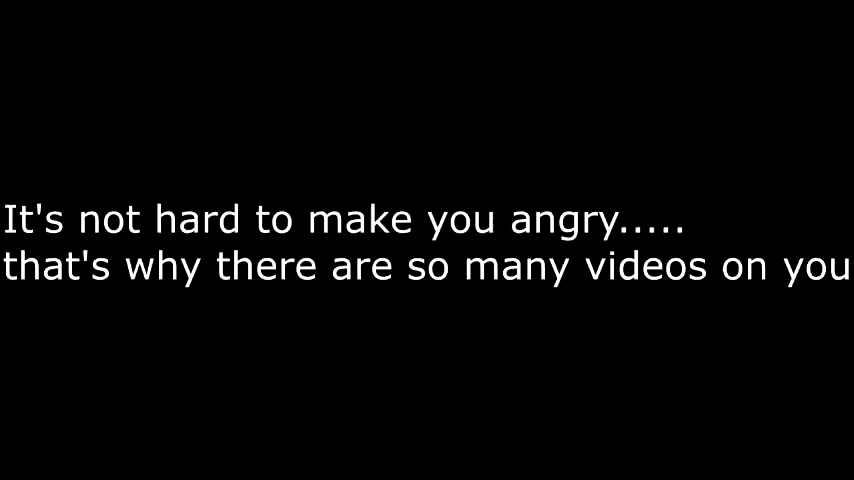 It's not hard to make you angry.....
that's why there are so many videos on you